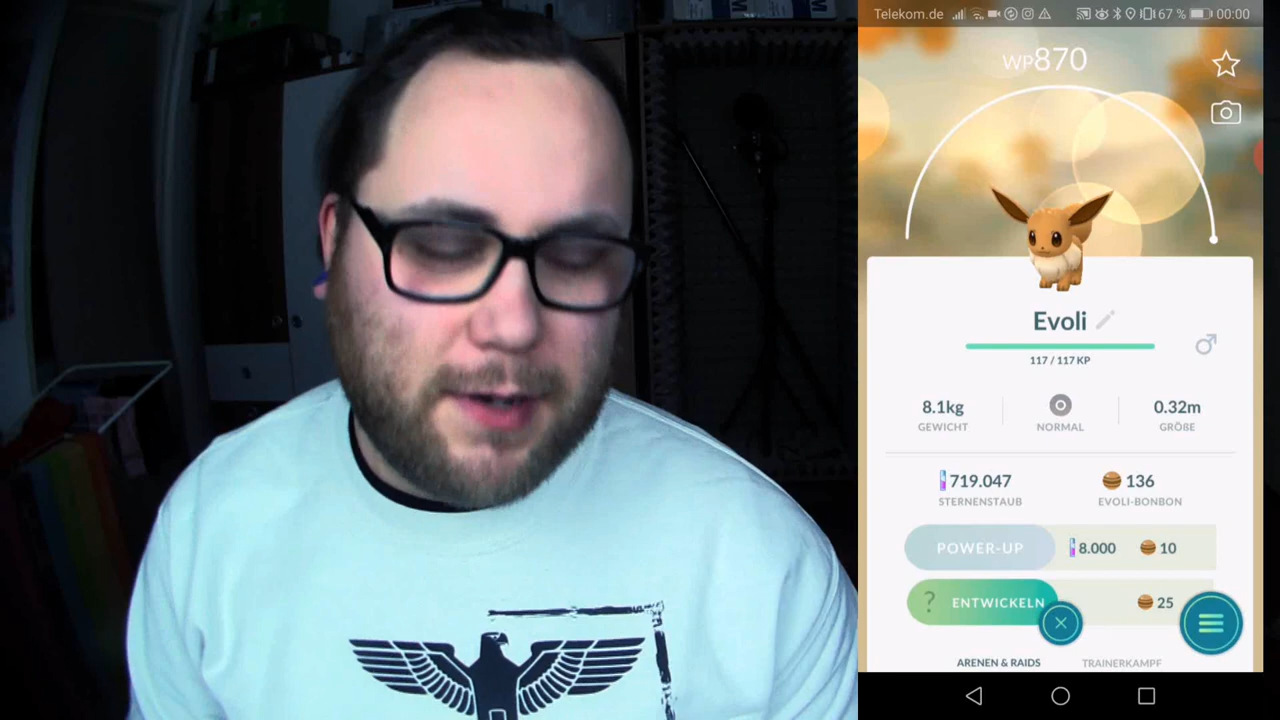 Telekom.de 67 % 00:00
WP870
Evoli
117 / 117 KP
8.1kg
GEWICHT
NORMAL
0.32m
GRÖßE
719.047
STERNENSTAUB
136
EVOLI-BONBON
POWER-UP 8.000 10
? ENTWICKELN 25
ARENEN & RAIDS TRAINERKAMPF